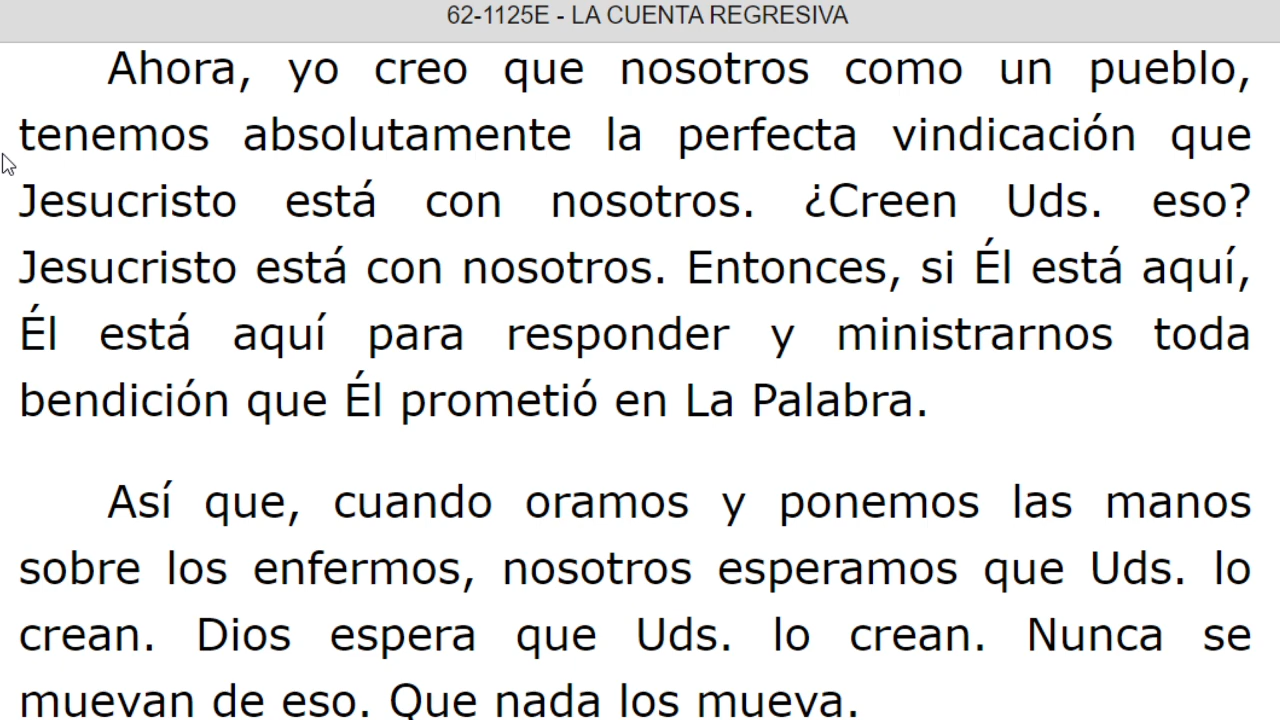 62-1125E - LA CUENTA REGRESIVA
Ahora, yo creo que nosotros como un pueblo,
tenemos absolutamente la perfecta vindicación que
Jesucristo está con nosotros. ¿Creen Uds. eso?
Jesucristo está con nosotros. Entonces, si Él está aquí,
Él está aquí para responder y ministrarnos toda
bendición que Él prometió en La Palabra.
Así que, cuando oramos y ponemos las manos
sobre los enfermos, nosotros esperamos que Uds. lo
crean. Dios espera que Uds. lo crean. Nunca se
muevan de eso. Que nada los mueva.